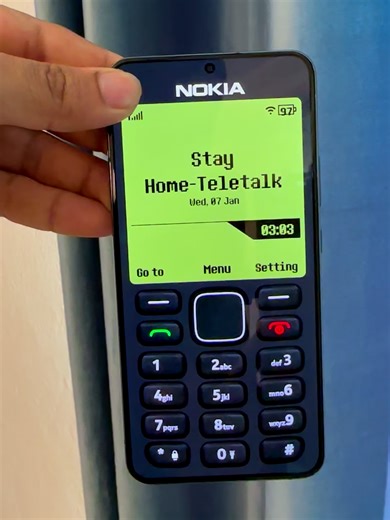 NOKIA
97
Stay
Home-Teletalk
Wed, 07 Jan
03:03
Go to Menu Setting
1 2abc def3
4ghi 5jkl mno6
7pqrs 8tuv wxyz9
* 0 #